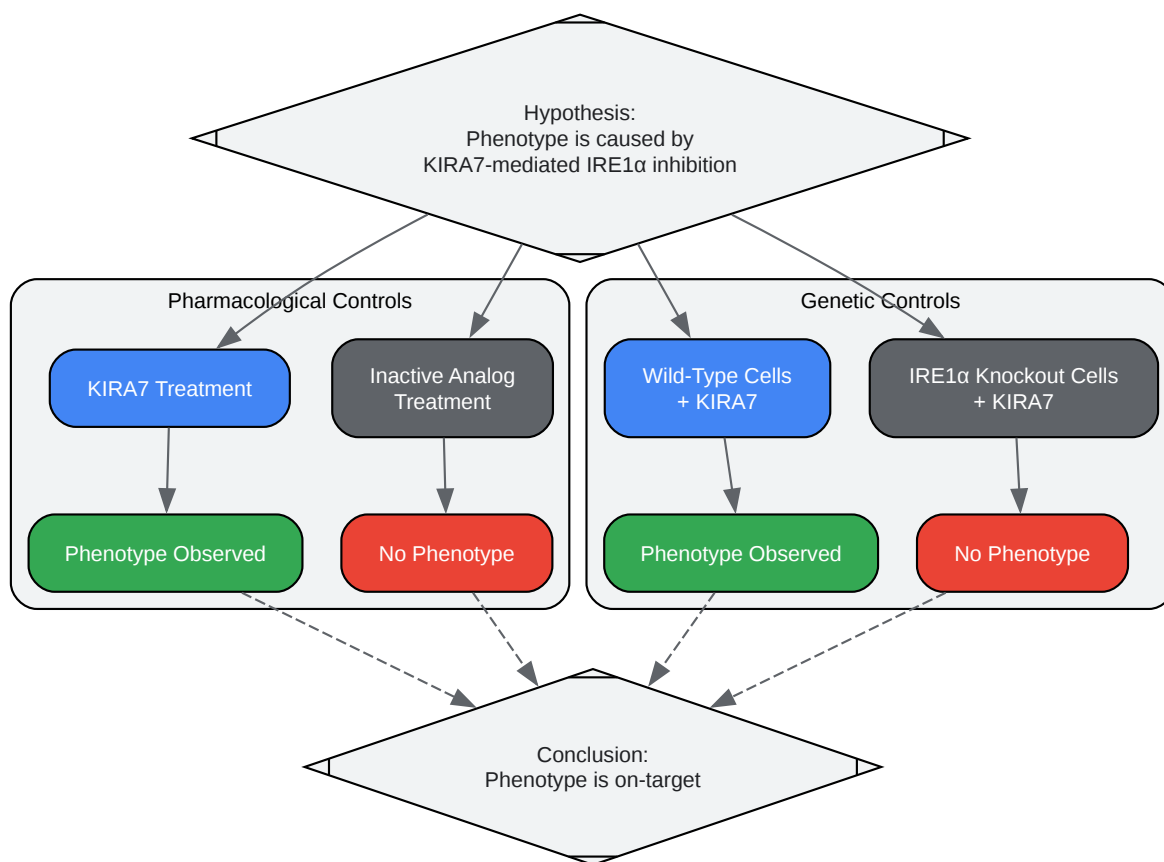 Hypothesis:
Phenotype is caused by
KIRA7-mediated IRE1α inhibition
Pharmacological Controls
KIRA7 Treatment
Inactive Analog
Treatment
Phenotype Observed
No Phenotype
Genetic Controls
Wild-Type Cells
+ KIRA7
IRE1α Knockout Cells
+ KIRA7
Phenotype Observed
No Phenotype
Conclusion:
Phenotype is on-target